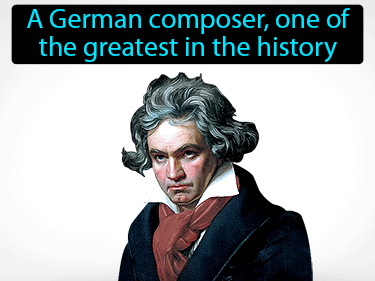 A German composer, one of
the greatest in the history